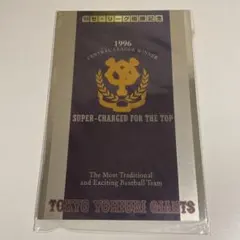 1996
CENTRAL LEAGUE WINNER
SUPER-CHARGED FOR THE TOP
The Most Traditional
and Exciting Baseball Team
TOKYO YOMIURI GIANTS